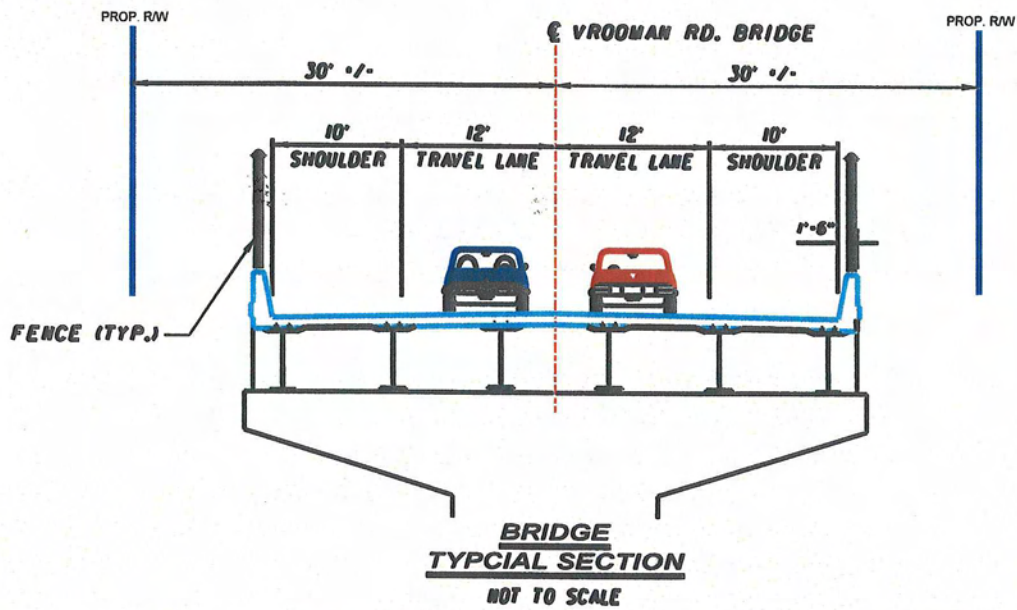 PROP. R/W
PROP. R/W
℄ VROOMAN RD. BRIDGE
30' +/-
30' +/-
10'
12'
12'
10'
SHOULDER
TRAVEL LANE
TRAVEL LANE
SHOULDER
1'-6"
FENCE (TYP.)
BRIDGE
TYPCIAL SECTION
NOT TO SCALE